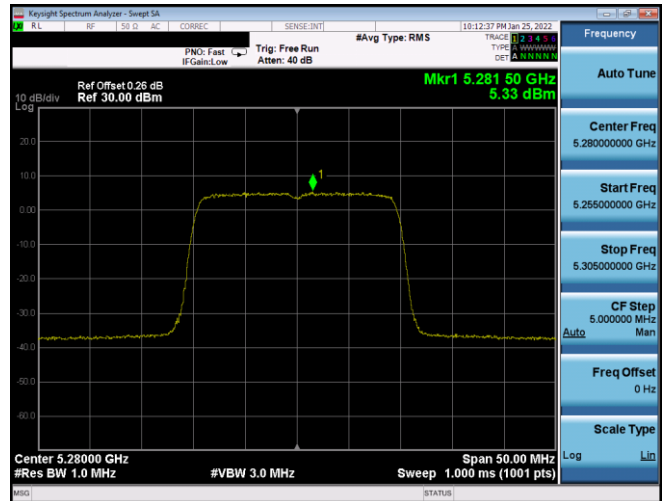 Keysight Spectrum Analyzer - Swept SA
RL RF 50 Ω AC CORREC SENSE:INT 10:12:37 PM Jan 25, 2022
#Avg Type: RMS
TRACE 1 2 3 4 5 6
TYPE A WWWWW
DET A N N N N N
PNO: Fast
IFGain:Low
Trig: Free Run
Atten: 40 dB
Mkr1 5.281 50 GHz
5.33 dBm
Ref Offset 0.26 dB
10 dB/div Ref 30.00 dBm
Log
20.0
10.0
1
0.00
-10.0
-20.0
-30.0
-40.0
-50.0
-60.0
Center 5.28000 GHz Span 50.00 MHz
#Res BW 1.0 MHz #VBW 3.0 MHz Sweep 1.000 ms (1001 pts)
MSG STATUS
Frequency
Auto Tune
Center Freq
5.280000000 GHz
Start Freq
5.255000000 GHz
Stop Freq
5.305000000 GHz
CF Step
5.000000 MHz
Auto Man
Freq Offset
0 Hz
Scale Type
Log Lin